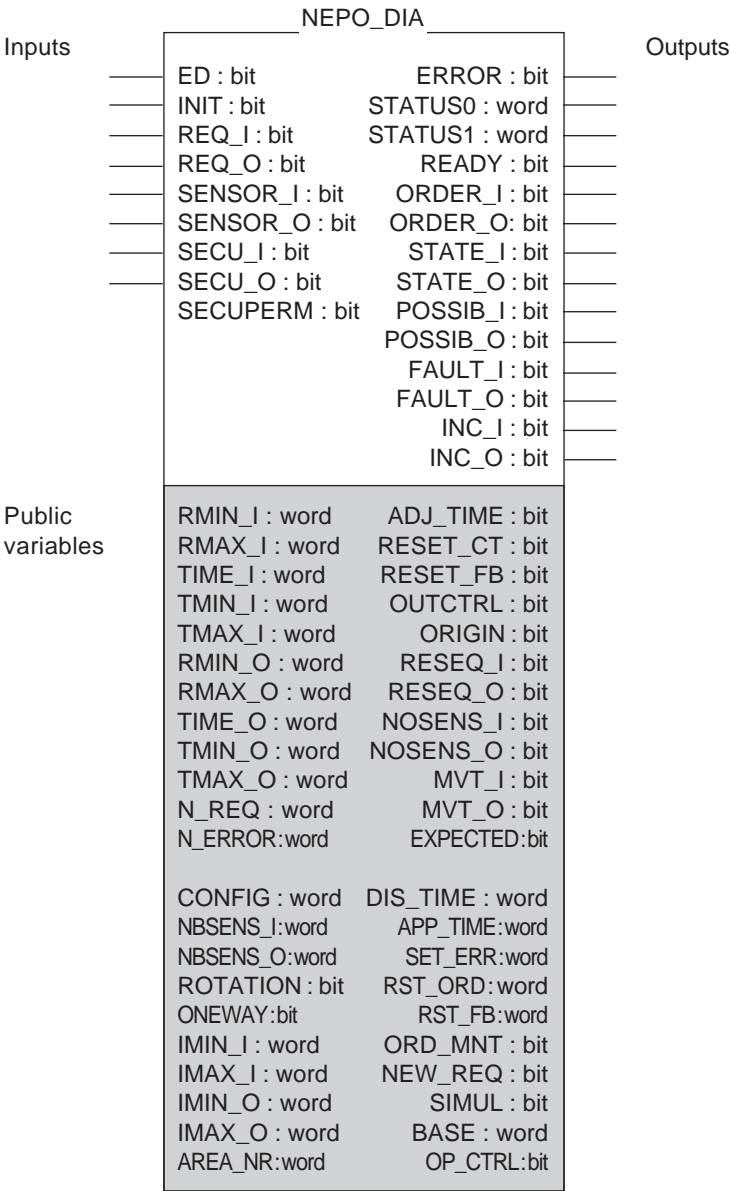 NEPO_DIA
Inputs Outputs
ED : bit ERROR : bit
INIT : bit STATUS0 : word
REQ_I : bit STATUS1 : word
REQ_O : bit READY : bit
SENSOR_I : bit ORDER_I : bit
SENSOR_O : bit ORDER_O: bit
SECU_I : bit STATE_I : bit
SECU_O : bit STATE_O : bit
SECUPERM : bit POSSIB_I : bit
POSSIB_O : bit
FAULT_I : bit
FAULT_O : bit
INC_I : bit
INC_O : bit
Public RMIN_I : word ADJ_TIME : bit
variables RMAX_I : word RESET_CT : bit
TIME_I : word RESET_FB : bit
TMIN_I : word OUTCTRL : bit
TMAX_I : word ORIGIN : bit
RMIN_O : word RESEQ_I : bit
RMAX_O : word RESEQ_O : bit
TIME_O : word NOSENS_I : bit
TMIN_O : word NOSENS_O : bit
TMAX_O : word MVT_I : bit
N_REQ : word MVT_O : bit
N_ERROR:word EXPECTED:bit
CONFIG : word DIS_TIME : word
NBSENS_I:word APP_TIME:word
NBSENS_O:word SET_ERR:word
ROTATION : bit RST_ORD: word
ONEWAY:bit RST_FB:word
IMIN_I : word ORD_MNT : bit
IMAX_I : word NEW_REQ : bit
IMIN_O : word SIMUL : bit
IMAX_O : word BASE : word
AREA_NR:word OP_CTRL:bit